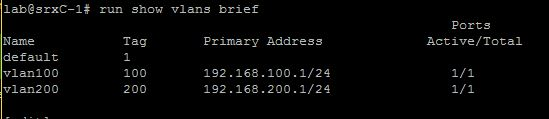 lab@srxC-1# run show vlans brief
Ports
Name Tag Primary Address Active/Total
default 1
vlan100 100 192.168.100.1/24 1/1
vlan200 200 192.168.200.1/24 1/1